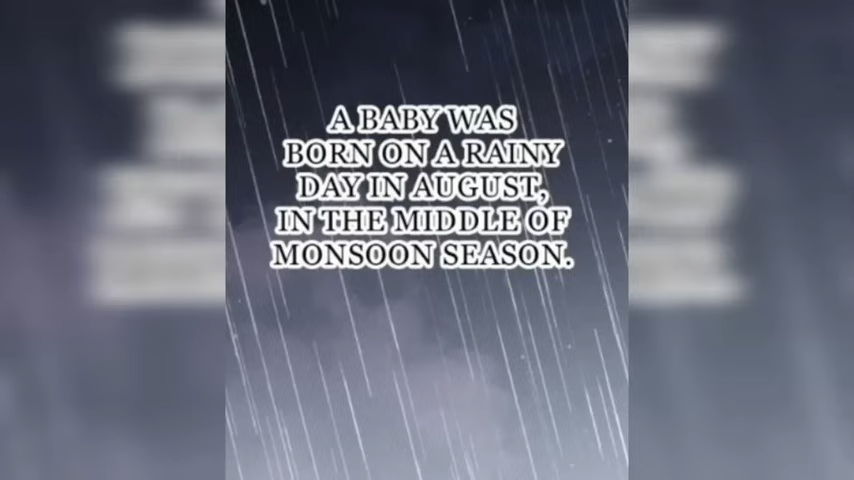 A BABY WAS
BORN ON A RAINY
DAY IN AUGUST,
IN THE MIDDLE OF
MONSOON SEASON.